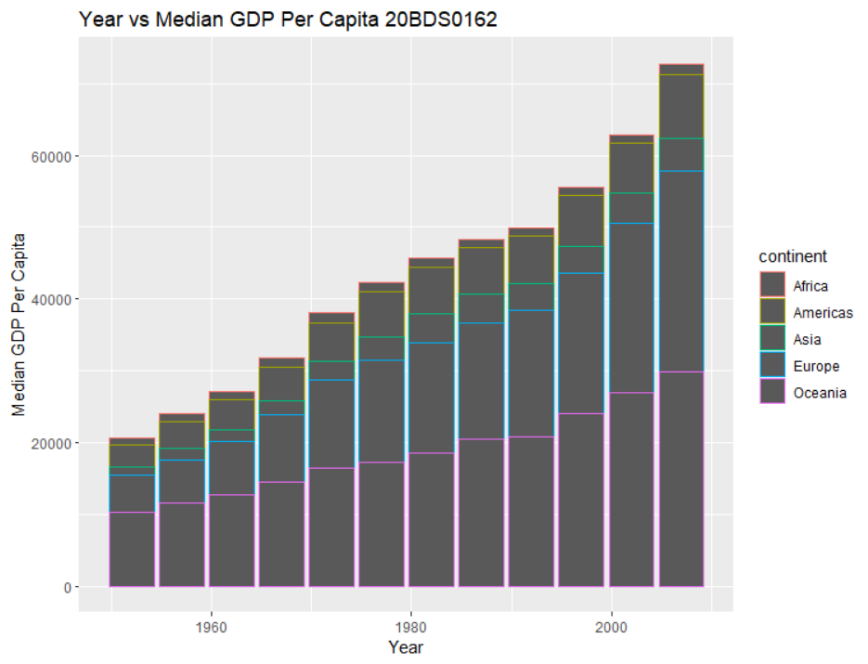 Year vs Median GDP Per Capita 20BDS0162
60000
40000
20000
0
Median GDP Per Capita
1960 1980 2000
Year
continent
Africa
Americas
Asia
Europe
Oceania